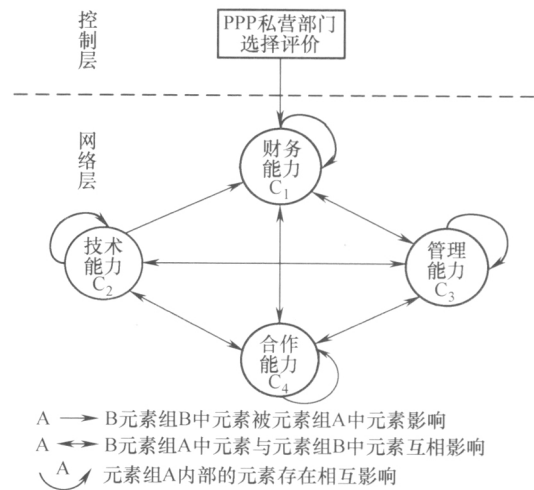 控制层
PPP私营部门
选择评价
网络层
财务
能力
C₁
技术
能力
C₂
管理
能力
C₃
合作
能力
C₄
A → B元素组B中元素被元素组A中元素影响
A ↔ B元素组A中元素与元素组B中元素互相影响
A 元素组A内部的元素存在相互影响